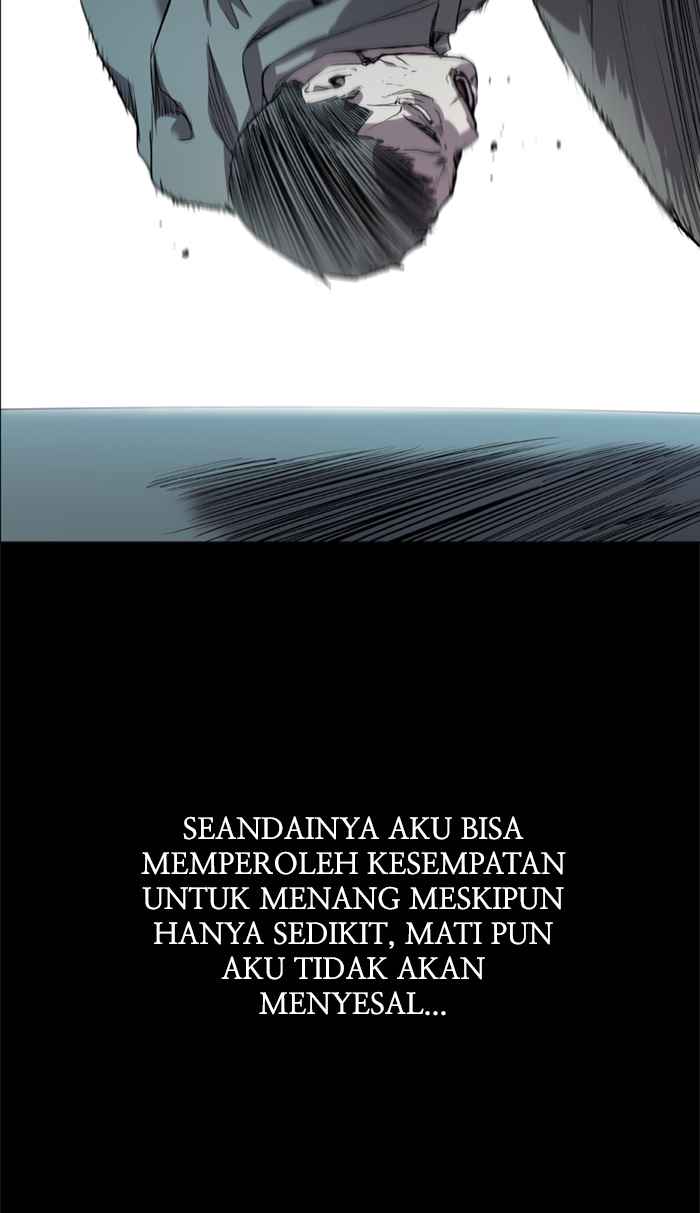 SEANDAINYA AKU BISA
MEMPEROLEH KESEMPATAN
UNTUK MENANG MESKIPUN
HANYA SEDIKIT, MATI PUN
AKU TIDAK AKAN
MENYESAL...